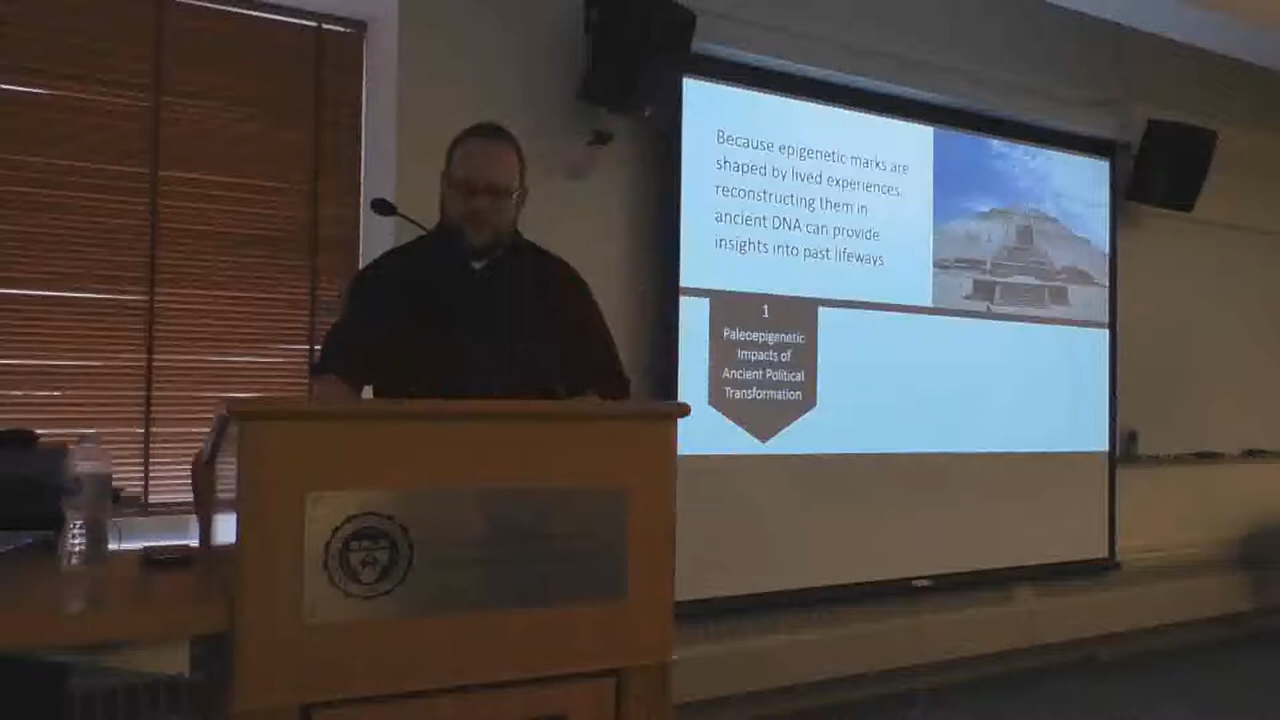 Because epigenetic marks are
shaped by lived experiences,
reconstructing them in
ancient DNA can provide
insights into past lifeways
1
Paleoepigenetic
Impacts of
Ancient Political
Transformation